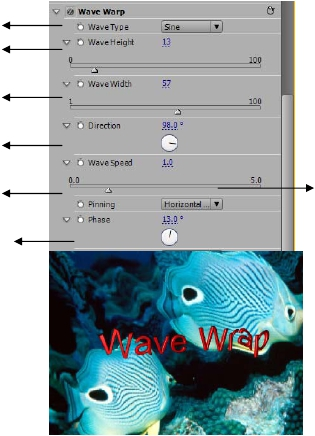 Wave Warp
Wave Type Sine
Wave Height 13
0 100
Wave Width 57
1 100
Direction 98.0 °
Wave Speed 1.0
0.0 5.0
Pinning Horizontal ...
Phase 13.0 °
Wave Wrap